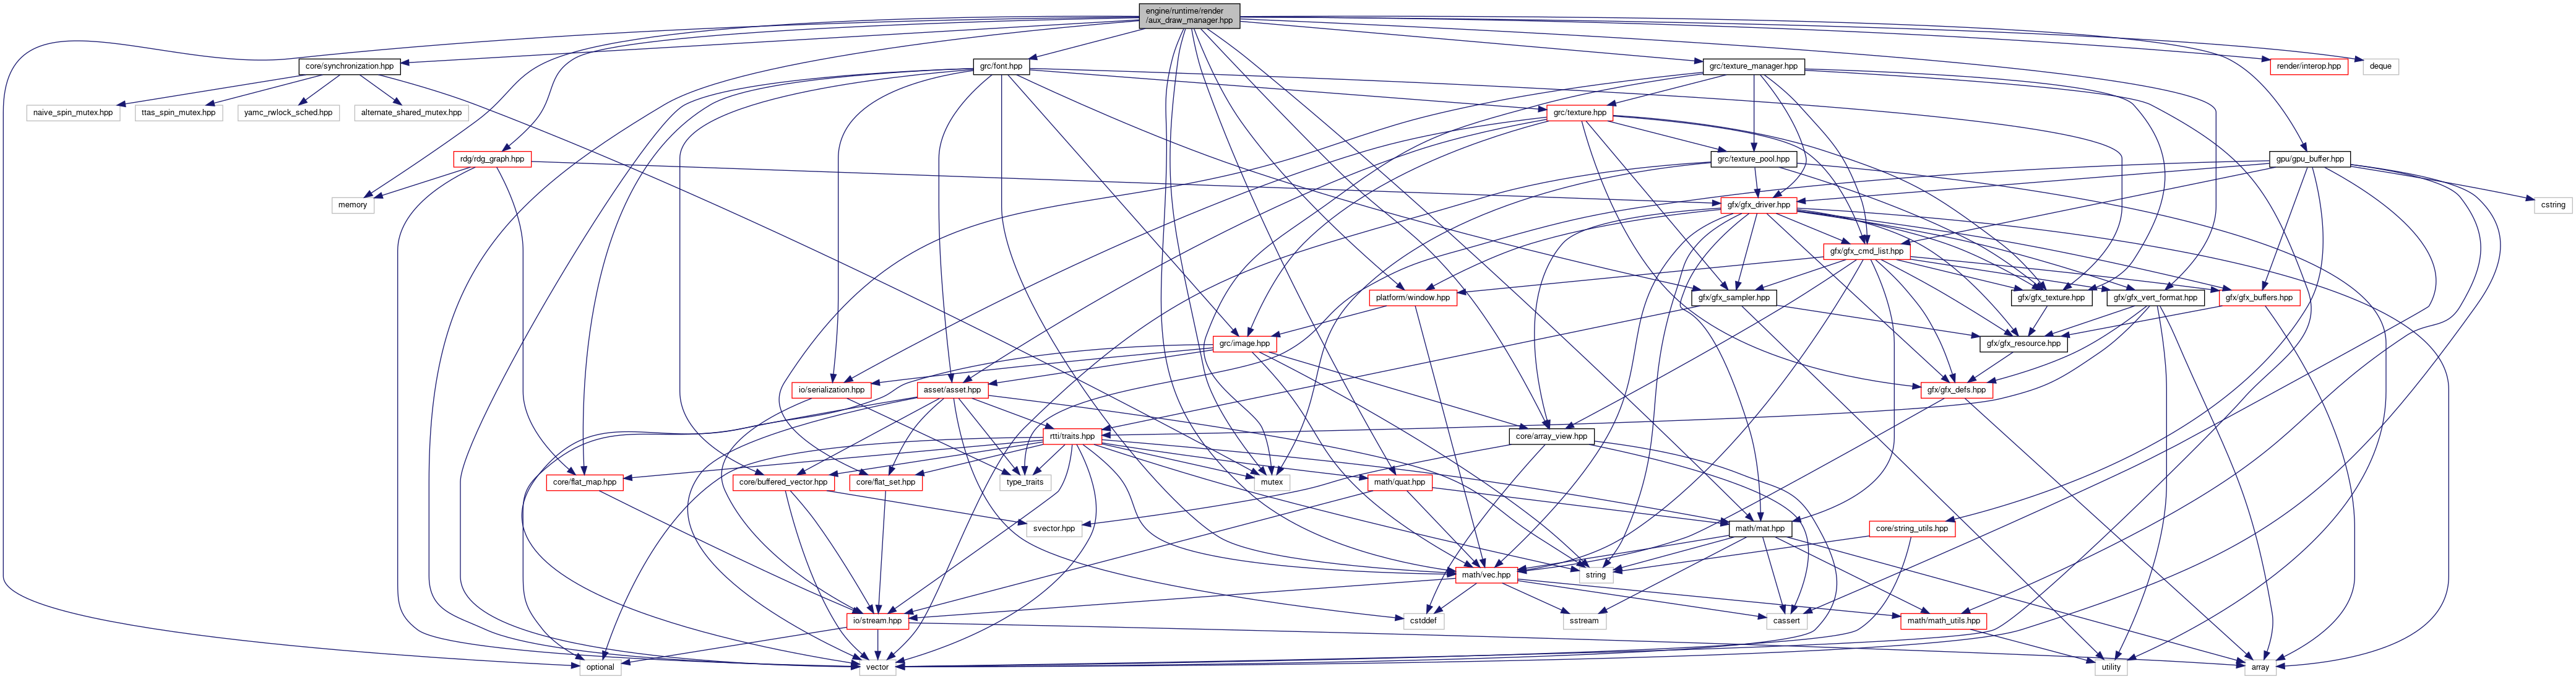 engine/runtime/render
/aux_draw_manager.hpp
core/synchronization.hpp
grc/font.hpp
grc/texture_manager.hpp
render/interop.hpp
deque
naive_spin_mutex.hpp
ttas_spin_mutex.hpp
yamc_rwlock_sched.hpp
alternate_shared_mutex.hpp
grc/texture.hpp
rdg/rdg_graph.hpp
grc/texture_pool.hpp
gpu/gpu_buffer.hpp
memory
gfx/gfx_driver.hpp
cstring
gfx/gfx_cmd_list.hpp
platform/window.hpp
gfx/gfx_sampler.hpp
gfx/gfx_texture.hpp
gfx/gfx_vert_format.hpp
gfx/gfx_buffers.hpp
grc/image.hpp
gfx/gfx_resource.hpp
io/serialization.hpp
asset/asset.hpp
gfx/gfx_defs.hpp
rtti/traits.hpp
core/array_view.hpp
core/flat_map.hpp
core/buffered_vector.hpp
core/flat_set.hpp
type_traits
mutex
math/quat.hpp
svector.hpp
math/mat.hpp
core/string_utils.hpp
math/vec.hpp
string
io/stream.hpp
cstddef
sstream
cassert
math/math_utils.hpp
optional
vector
utility
array